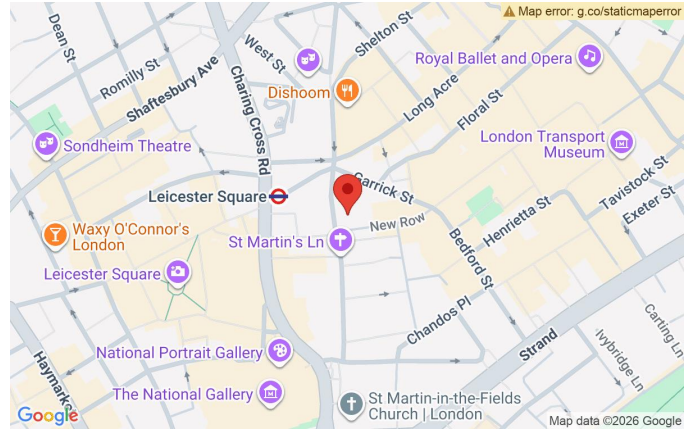 Map error: g.co/staticmaperror
Dean St
Romilly St
Shaftesbury Ave
West St
Shelton St
Royal Ballet and Opera
Dishoom
Long Acre
Floral St
Charing Cross Rd
Sondheim Theatre
London Transport
Museum
Garrick St
Leicester Square
Tavistock St
Exeter St
Henrietta St
Waxy O'Connor's
London
New Row
St Martin's Ln
Bedford St
Leicester Square
Chandos Pl
Carting Ln
Strand
Ivybridge Ln
National Portrait Gallery
Haymarke
The National Gallery
St Martin-in-the-Fields
Church | London
Google
Map data ©2026 Google